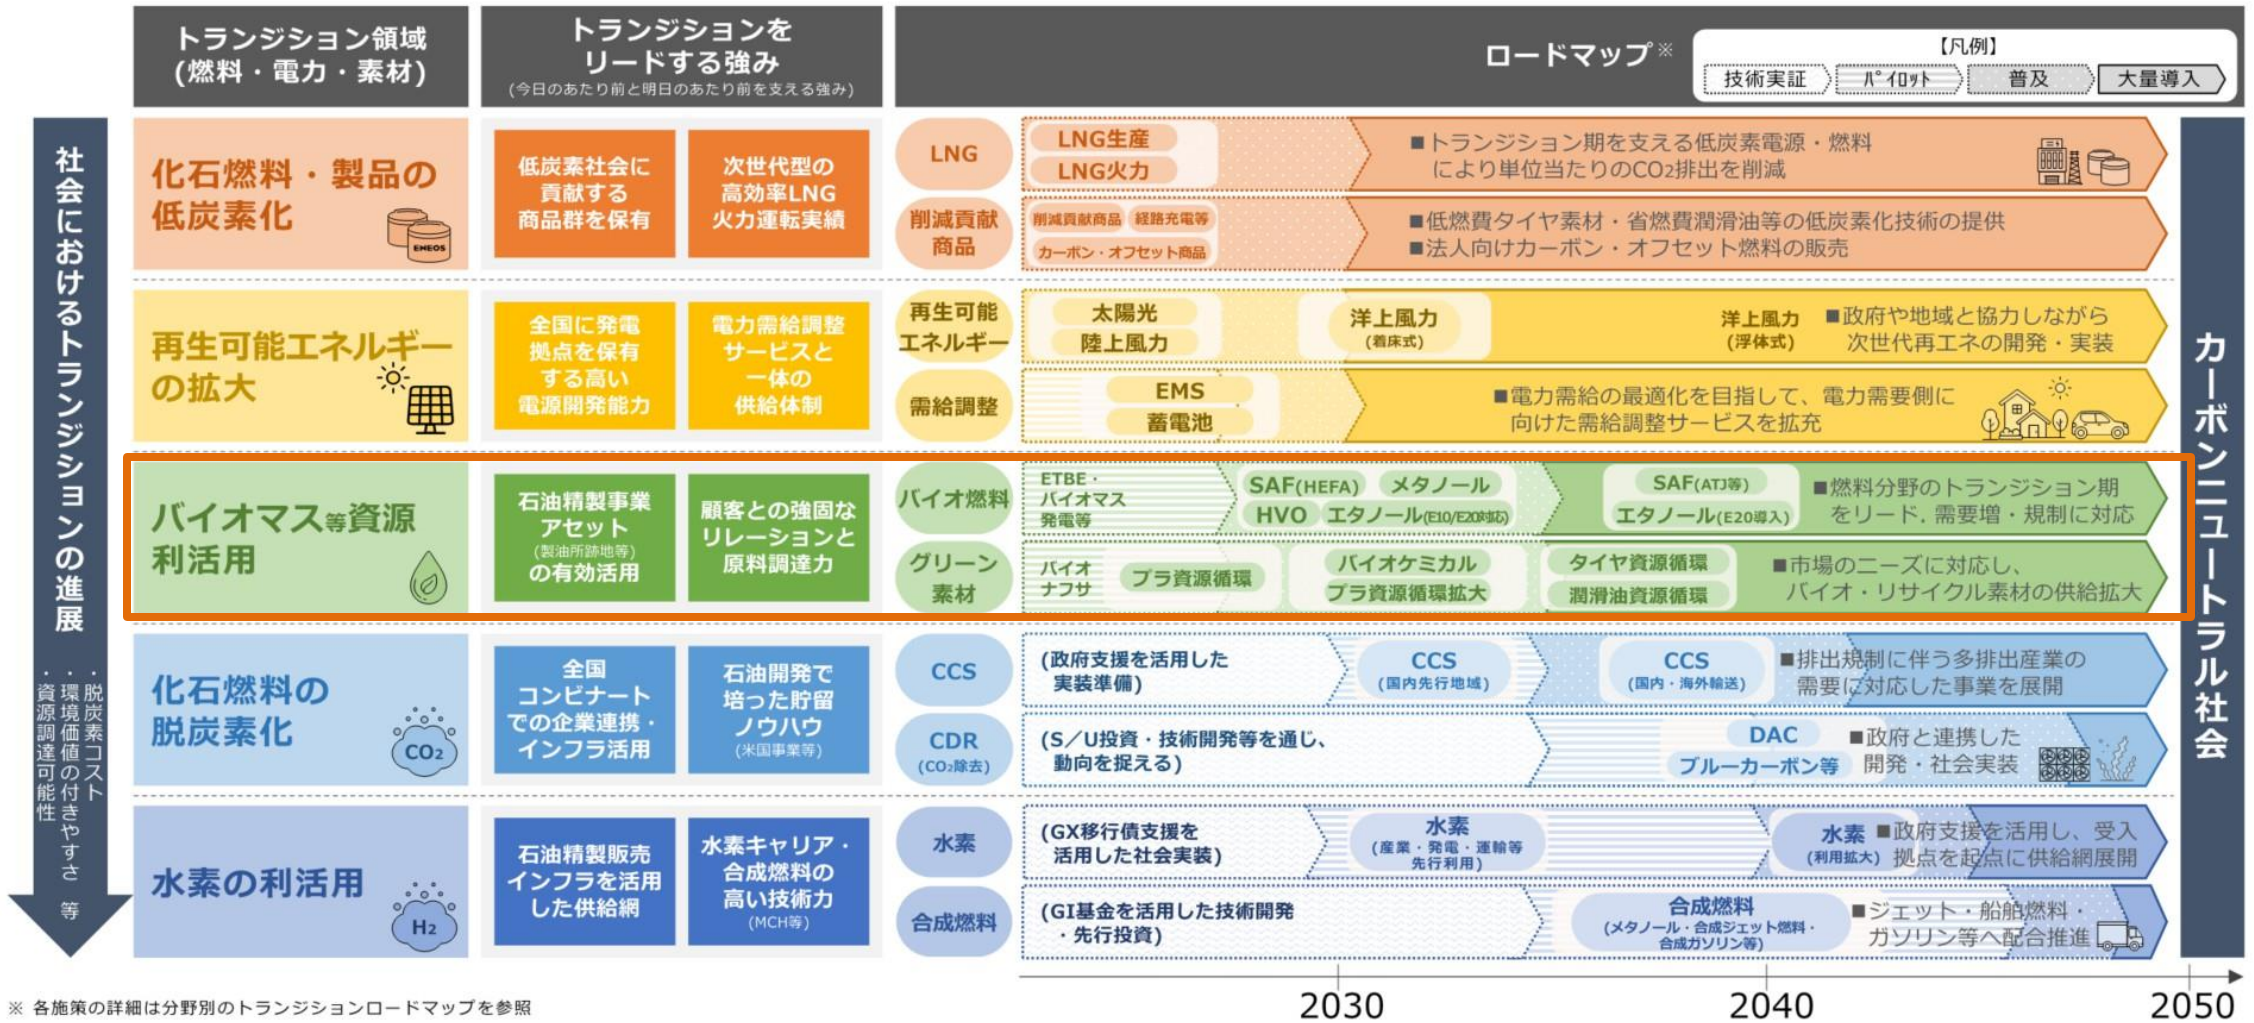 トランジション領域
(燃料・電力・素材)
トランジションを
リードする強み
(今日のあたり前と明日のあたり前を支える強み)
ロードマップ※
【凡例】
技術実証
ﾊﾟｲﾛｯﾄ
普及
大量導入
社会におけるトランジションの進展
・脱炭素コスト
・環境価値の付きやすさ
・資源調達可能性
等
化石燃料・製品の
低炭素化
ENEOS
低炭素社会に
貢献する
商品群を保有
次世代型の
高効率LNG
火力運転実績
LNG
LNG生産
LNG火力
■トランジション期を支える低炭素電源・燃料
により単位当たりのCO2排出を削減
削減貢献
商品
削減貢献商品
経路充電等
カーボン・オフセット商品
■低燃費タイヤ素材・省燃費潤滑油等の低炭素化技術の提供
■法人向けカーボン・オフセット燃料の販売
再生可能エネルギー
の拡大
全国に発電
拠点を保有
する高い
電源開発能力
電力需給調整
サービスと
一体の
供給体制
再生可能
エネルギー
太陽光
陸上風力
洋上風力
(着床式)
洋上風力
(浮体式)
■政府や地域と協力しながら
次世代再エネの開発・実装
需給調整
EMS
蓄電池
■電力需給の最適化を目指して、電力需要側に
向けた需給調整サービスを拡充
バイオマス等資源
利活用
石油精製事業
アセット
(製油所跡地等)
の有効活用
顧客との強固な
リレーションと
原料調達力
バイオ燃料
ETBE・
バイオマス
発電等
SAF(HEFA)
メタノール
HVO
エタノール(E10/E20対応)
SAF(ATJ等)
エタノール(E20導入)
■燃料分野のトランジション期
をリード. 需要増・規制に対応
グリーン
素材
バイオ
ナフサ
プラ資源循環
バイオケミカル
プラ資源循環拡大
タイヤ資源循環
潤滑油資源循環
■市場のニーズに対応し、
バイオ・リサイクル素材の供給拡大
化石燃料の
脱炭素化
CO2
全国
コンビナート
での企業連携・
インフラ活用
石油開発で
培った貯留
ノウハウ
(米国事業等)
CCS
(政府支援を活用した
実装準備)
CCS
(国内先行地域)
CCS
(国内・海外輸送)
■排出規制に伴う多排出産業の
需要に対応した事業を展開
CDR
(CO2除去)
(S／U投資・技術開発等を通じ、
動向を捉える)
DAC
ブルーカーボン等
■政府と連携した
開発・社会実装
水素の利活用
H2
石油精製販売
インフラを活用
した供給網
水素キャリア・
合成燃料の
高い技術力
(MCH等)
水素
(GX移行債支援を
活用した社会実装)
水素
(産業・発電・運輸等
先行利用)
水素
(利用拡大)
■政府支援を活用し、受入
拠点を起点に供給網展開
合成燃料
(GI基金を活用した技術開発
・先行投資)
合成燃料
(メタノール・合成ジェット燃料・
合成ガソリン等)
■ジェット・船舶燃料・
ガソリン等へ配合推進
カーボンニュートラル社会
2030
2040
2050
※ 各施策の詳細は分野別のトランジションロードマップを参照